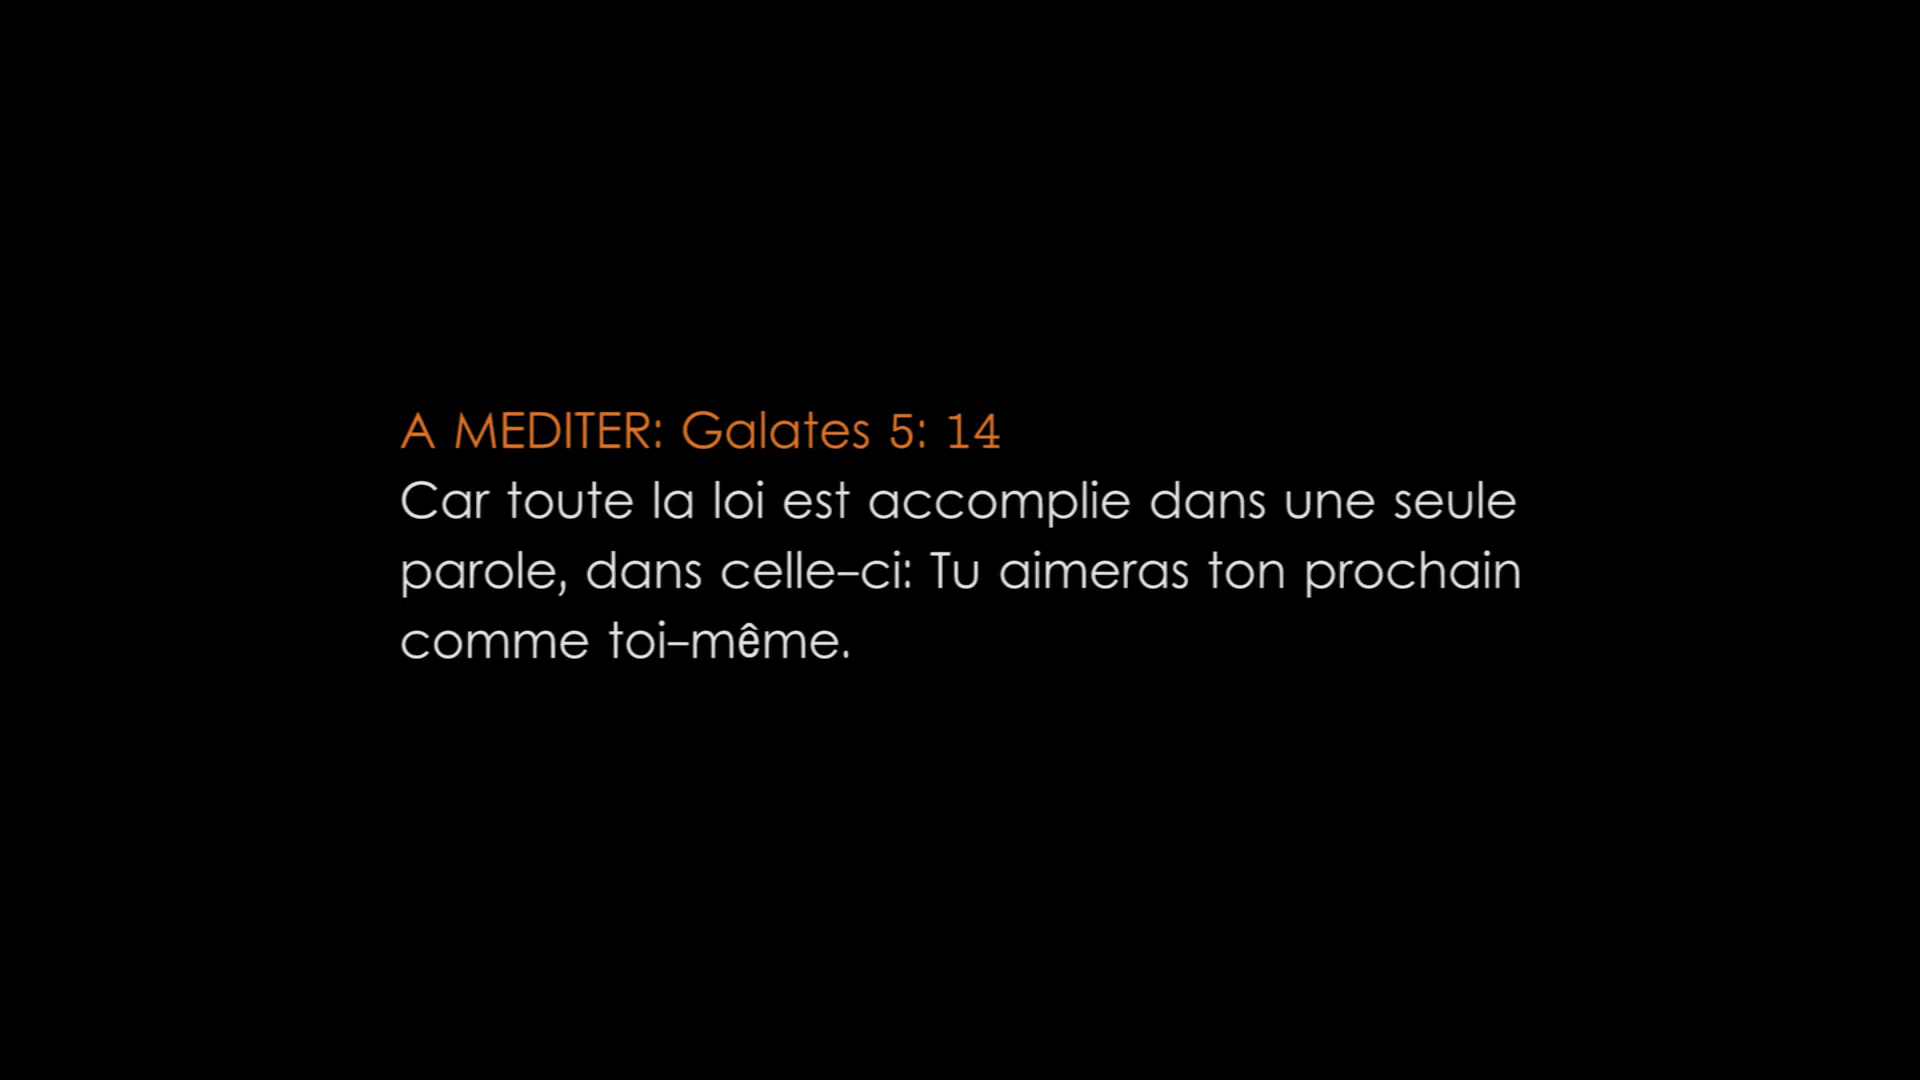 A MEDITER: Galates 5: 14
Car toute la loi est accomplie dans une seule
parole, dans celle-ci: Tu aimeras ton prochain
comme toi-même.